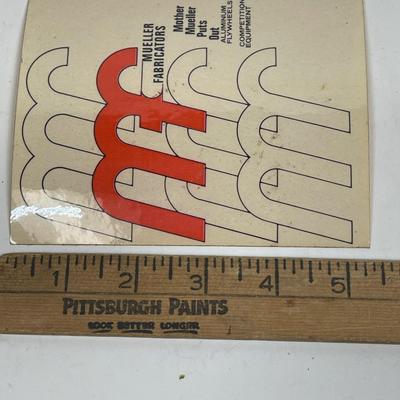 MUELLER
FABRICATORS
Mother
Mueller
Puts
Out
ALUMINUM
FLYWHEELS
COMPETITION
EQUIPMENT
1 2 3 4 5
PITTSBURGH PAINTS
LOOK BETTER LONGER